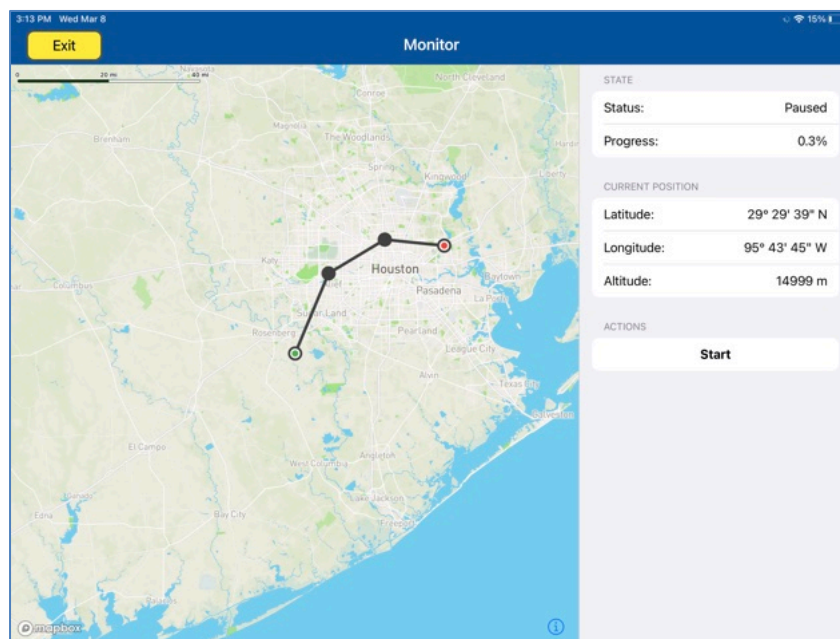 3:13 PM Wed Mar 8
15%
Exit
Monitor
0
20 mi
40 mi
STATE
Status: Paused
Progress: 0.3%
CURRENT POSITION
Latitude: 29° 29' 39" N
Longitude: 95° 43' 45" W
Altitude: 14999 m
ACTIONS
Start
Navasota
North Cleveland
Conroe
Magnolia
The Woodlands
Brenham
Spring
Kingwood
Liberty
Katy
Houston
Baytown
Columbus
Pasadena
La Porte
Sugar Land
Rosenberg
Pearland
League City
Alvin
Texas City
Galveston
El Campo
West Columbia
Angleton
Lake Jackson
Freeport
Ganado
Edna
Bay City
Palacios
mapbox